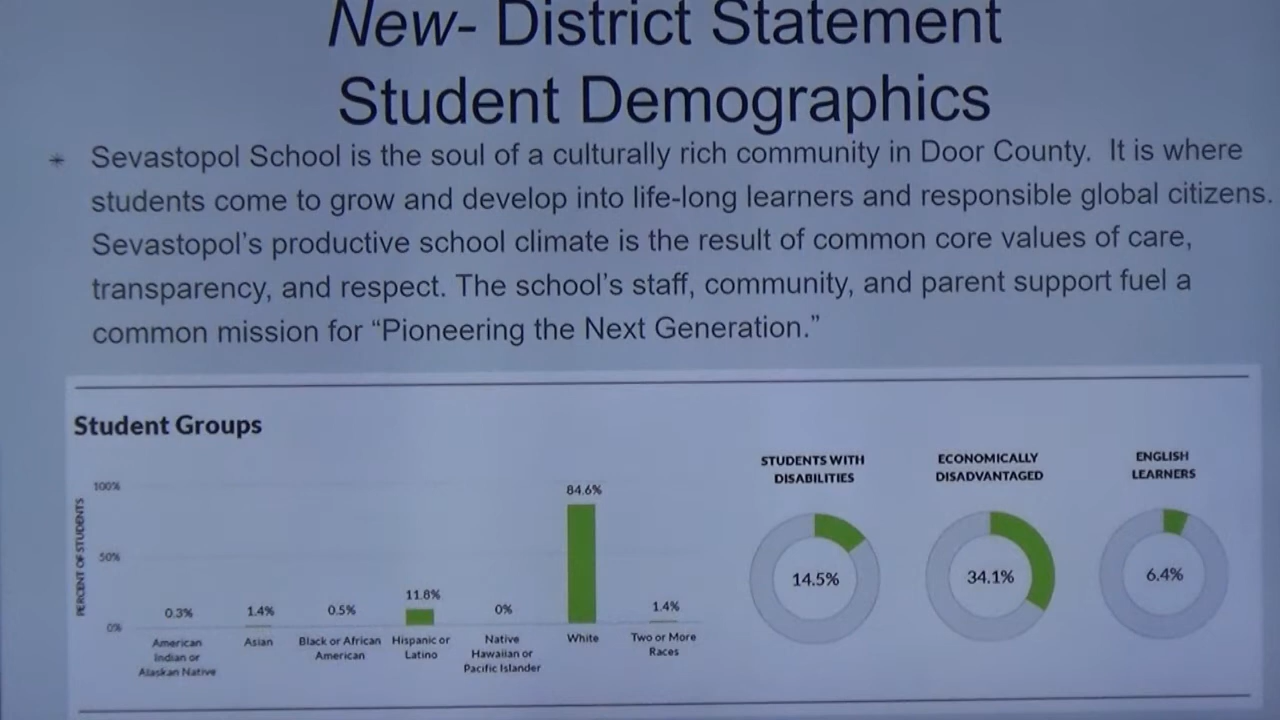 New- District Statement
Student Demographics
Sevastopol School is the soul of a culturally rich community in Door County. It is where
students come to grow and develop into life-long learners and responsible global citizens.
Sevastopol's productive school climate is the result of common core values of care,
transparency, and respect. The school's staff, community, and parent support fuel a
common mission for “Pioneering the Next Generation.”
Student Groups
PERCENT OF STUDENTS
100%
50%
0%
0.3%
1.4%
0.5%
11.8%
0%
84.6%
1.4%
American
Indian or
Alaskan Native
Asian
Black or African
American
Hispanic or
Latino
Native
Hawaiian or
Pacific Islander
White
Two or More
Races
STUDENTS WITH
DISABILITIES
14.5%
ECONOMICALLY
DISADVANTAGED
34.1%
ENGLISH
LEARNERS
6.4%